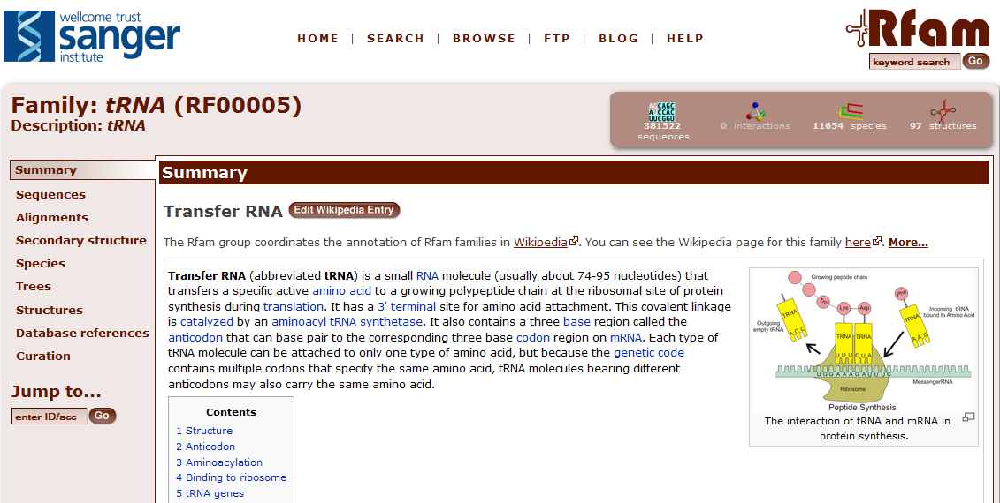 wellcome trust
sanger
institute
HOME | SEARCH | BROWSE | FTP | BLOG | HELP
Rfam
keyword search Go
Family: tRNA (RF00005)
Description: tRNA
AGCAGC
A CCAC
UUCGGU
381522
sequences
0 interactions
11654 species
97 structures
Summary
Sequences
Alignments
Secondary structure
Species
Trees
Structures
Database references
Curation
Jump to...
enter ID/acc Go
Summary
Transfer RNA Edit Wikipedia Entry
The Rfam group coordinates the annotation of Rfam families in Wikipedia. You can see the Wikipedia page for this family here. More...
Transfer RNA (abbreviated tRNA) is a small RNA molecule (usually about 74-95 nucleotides) that
transfers a specific active amino acid to a growing polypeptide chain at the ribosomal site of protein
synthesis during translation. It has a 3' terminal site for amino acid attachment. This covalent linkage
is catalyzed by an aminoacyl tRNA synthetase. It also contains a three base region called the
anticodon that can base pair to the corresponding three base codon region on mRNA. Each type of
tRNA molecule can be attached to only one type of amino acid, but because the genetic code
contains multiple codons that specify the same amino acid, tRNA molecules bearing different
anticodons may also carry the same amino acid.
Contents
1 Structure
2 Anticodon
3 Aminoacylation
4 Binding to ribosome
5 tRNA genes
Growing peptide chain
Trp
Lys
Asp
Phe
TRNA
A C C
Outgoing
empty tRNA
TRNA
U U U
TRNA
C U A
TRNA
A A G
Incoming tRNA
bound to Amino Acid
U G G A A A G A U U U C
MessengerRNA
Ribosome
Peptide Synthesis
The interaction of tRNA and mRNA in
protein synthesis.